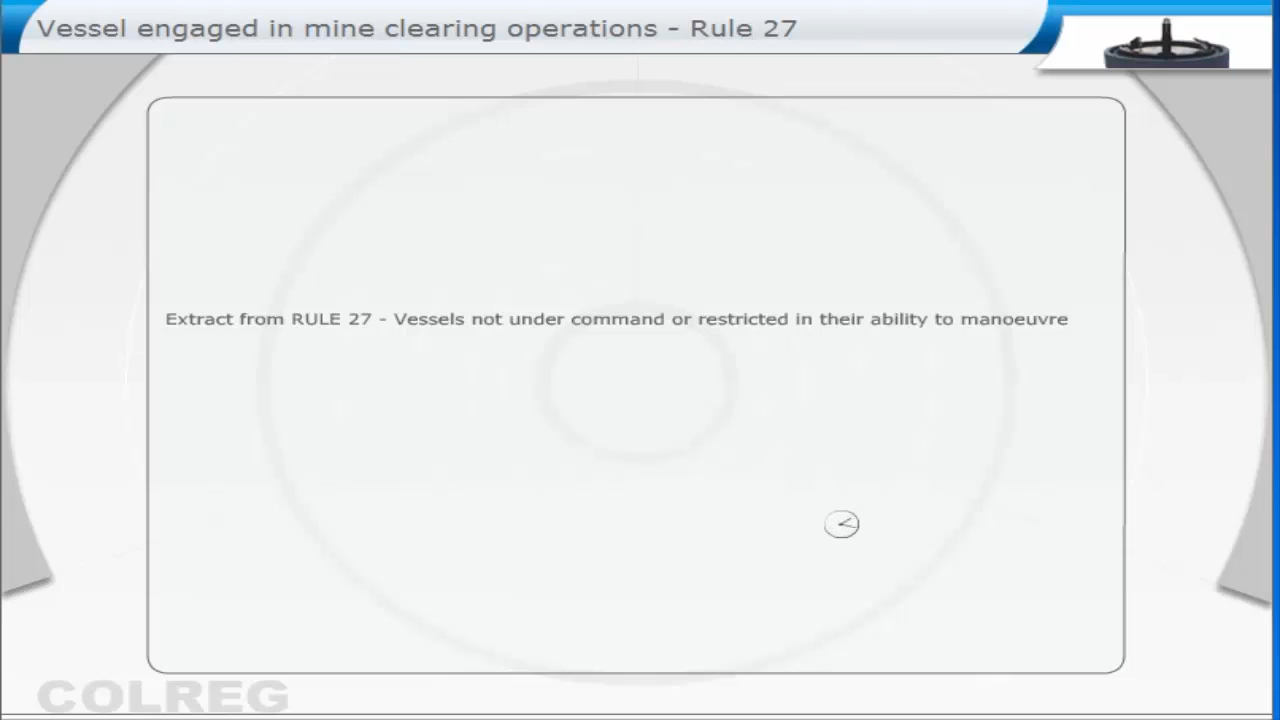 Vessel engaged in mine clearing operations - Rule 27
Extract from RULE 27 - Vessels not under command or restricted in their ability to manoeuvre
COLREG